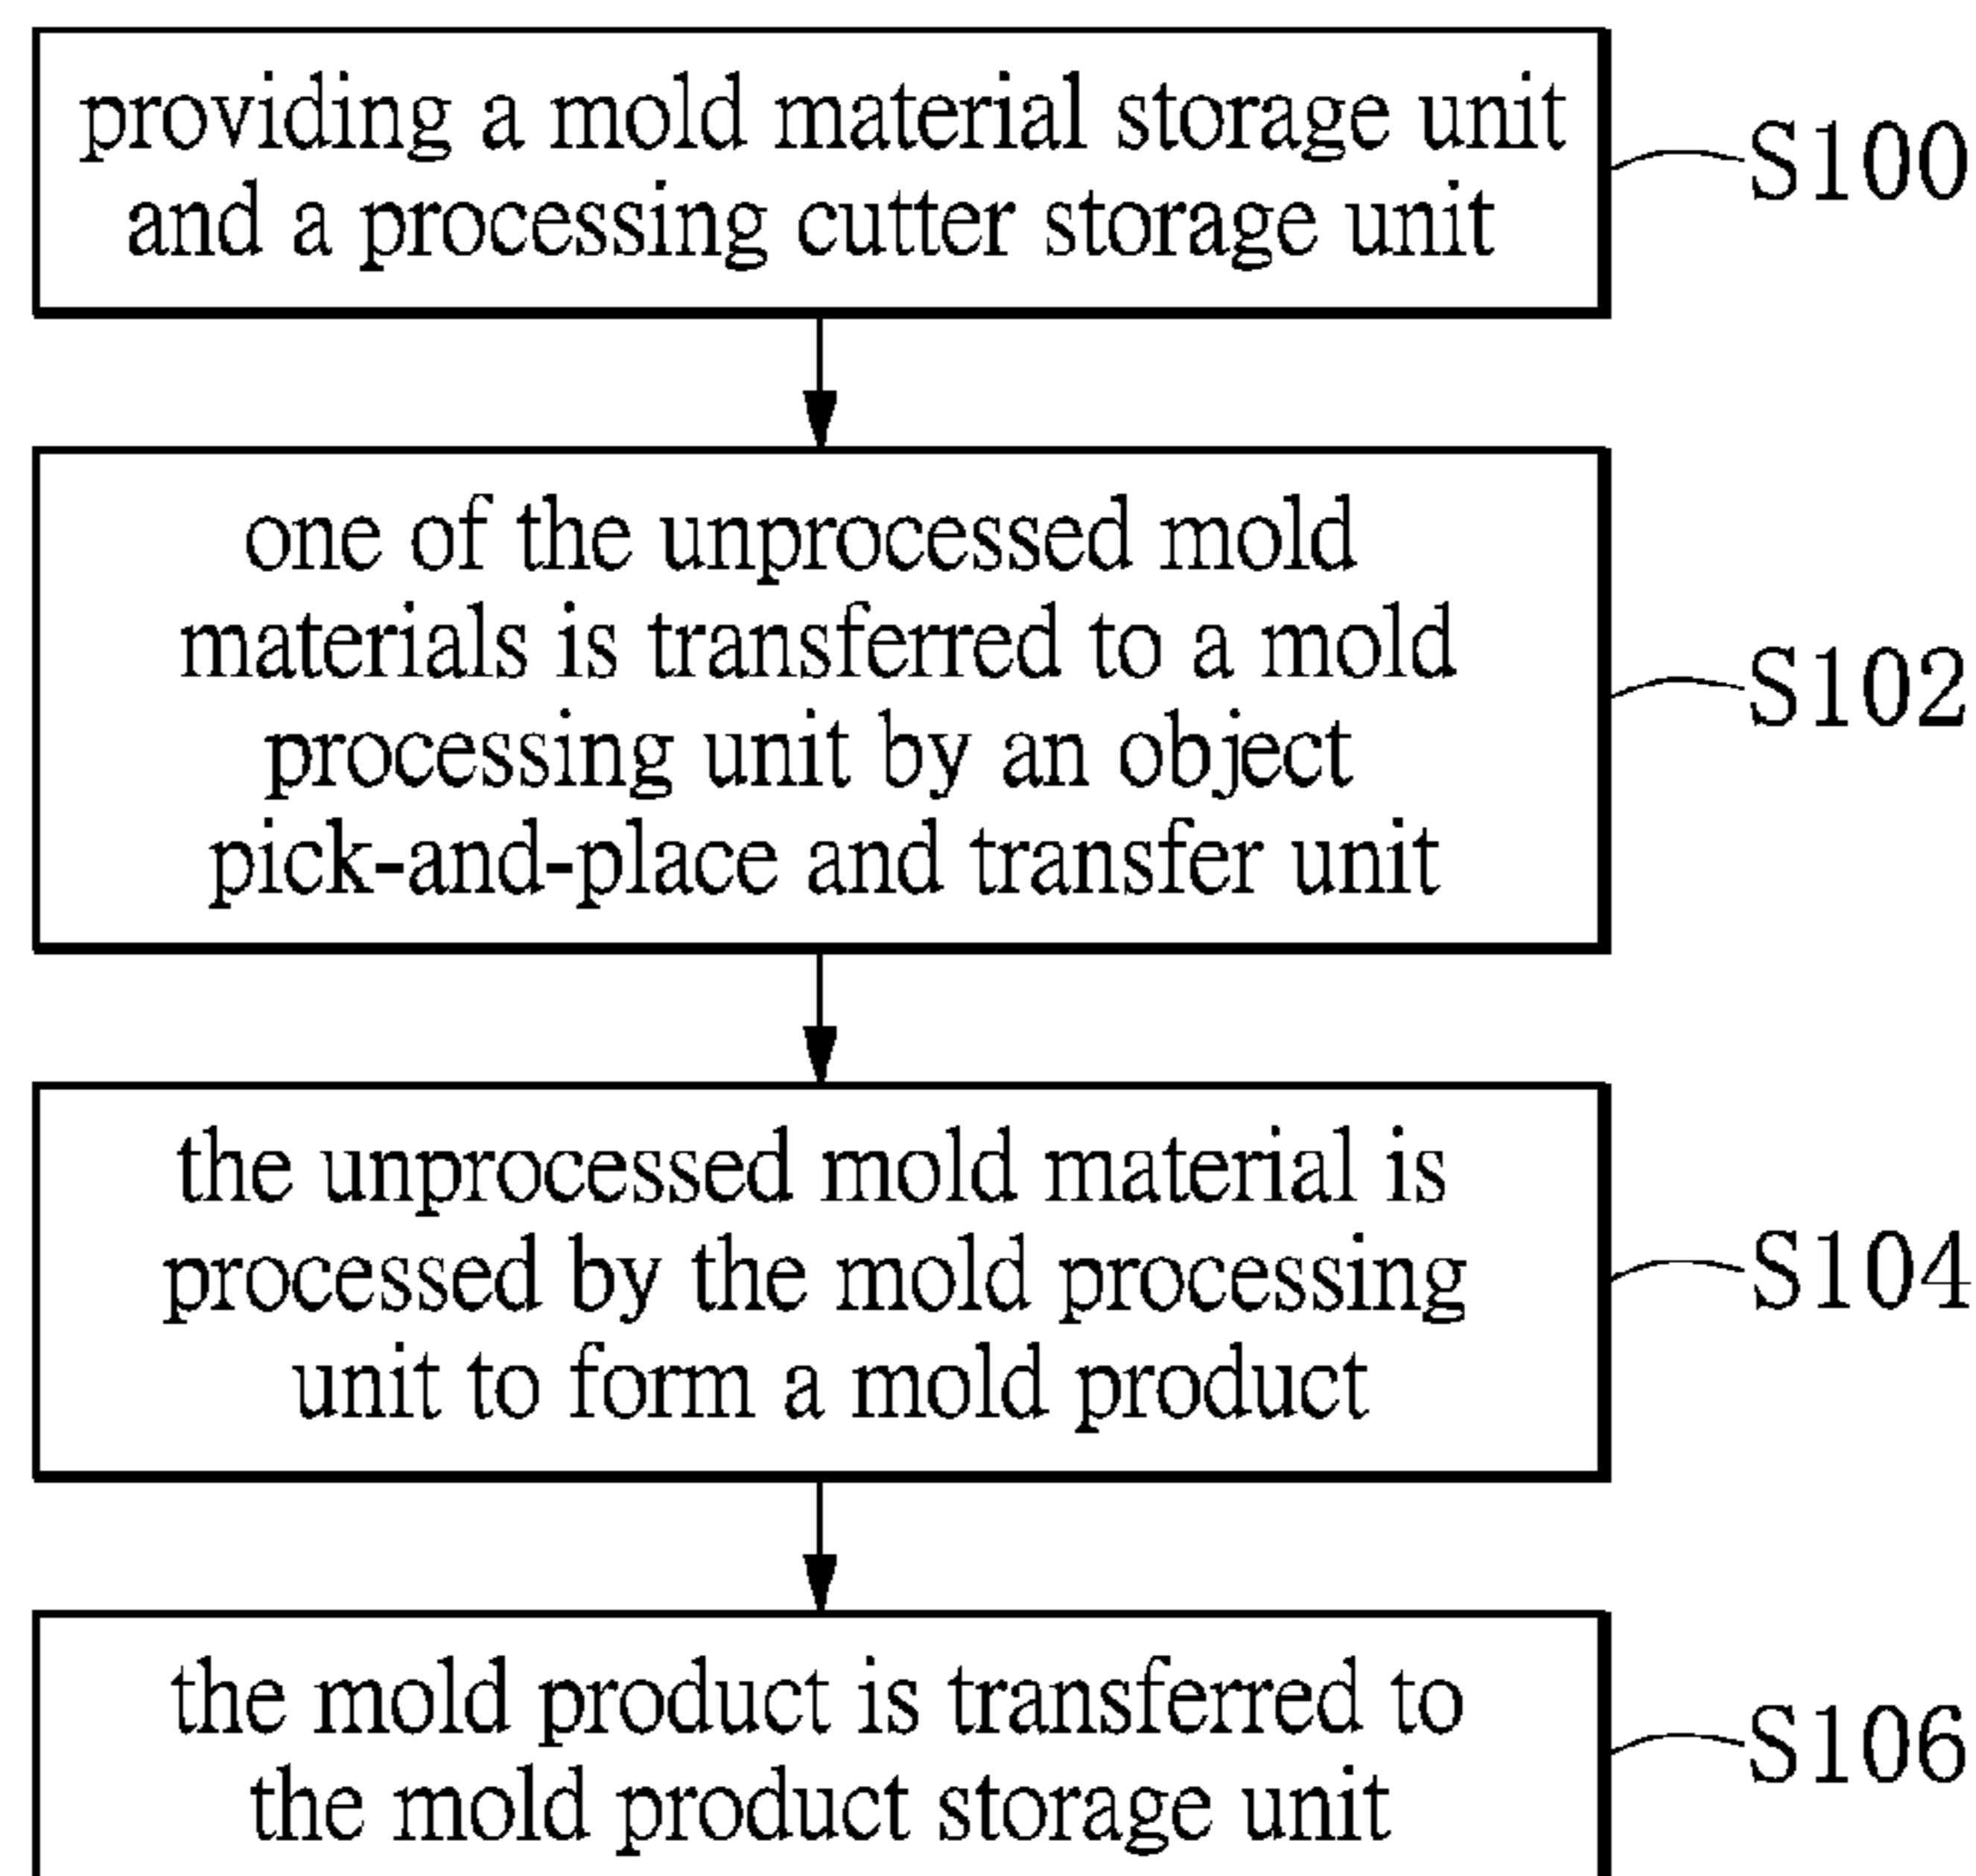 providing a mold material storage unit
and a processing cutter storage unit
S100
one of the unprocessed mold
materials is transferred to a mold
processing unit by an object
pick-and-place and transfer unit
S102
the unprocessed mold material is
processed by the mold processing
unit to form a mold product
S104
the mold product is transferred to
the mold product storage unit
S106